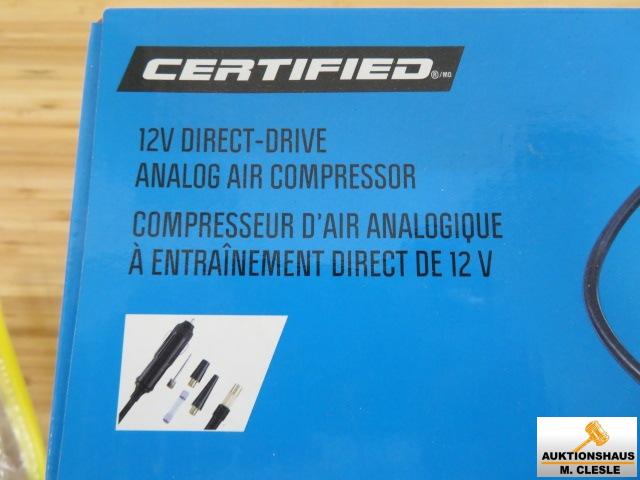 CERTIFIED®/MD.
12V DIRECT-DRIVE
ANALOG AIR COMPRESSOR
COMPRESSEUR D'AIR ANALOGIQUE
À ENTRAÎNEMENT DIRECT DE 12 V
AUKTIONSHAUS
M. CLESLE